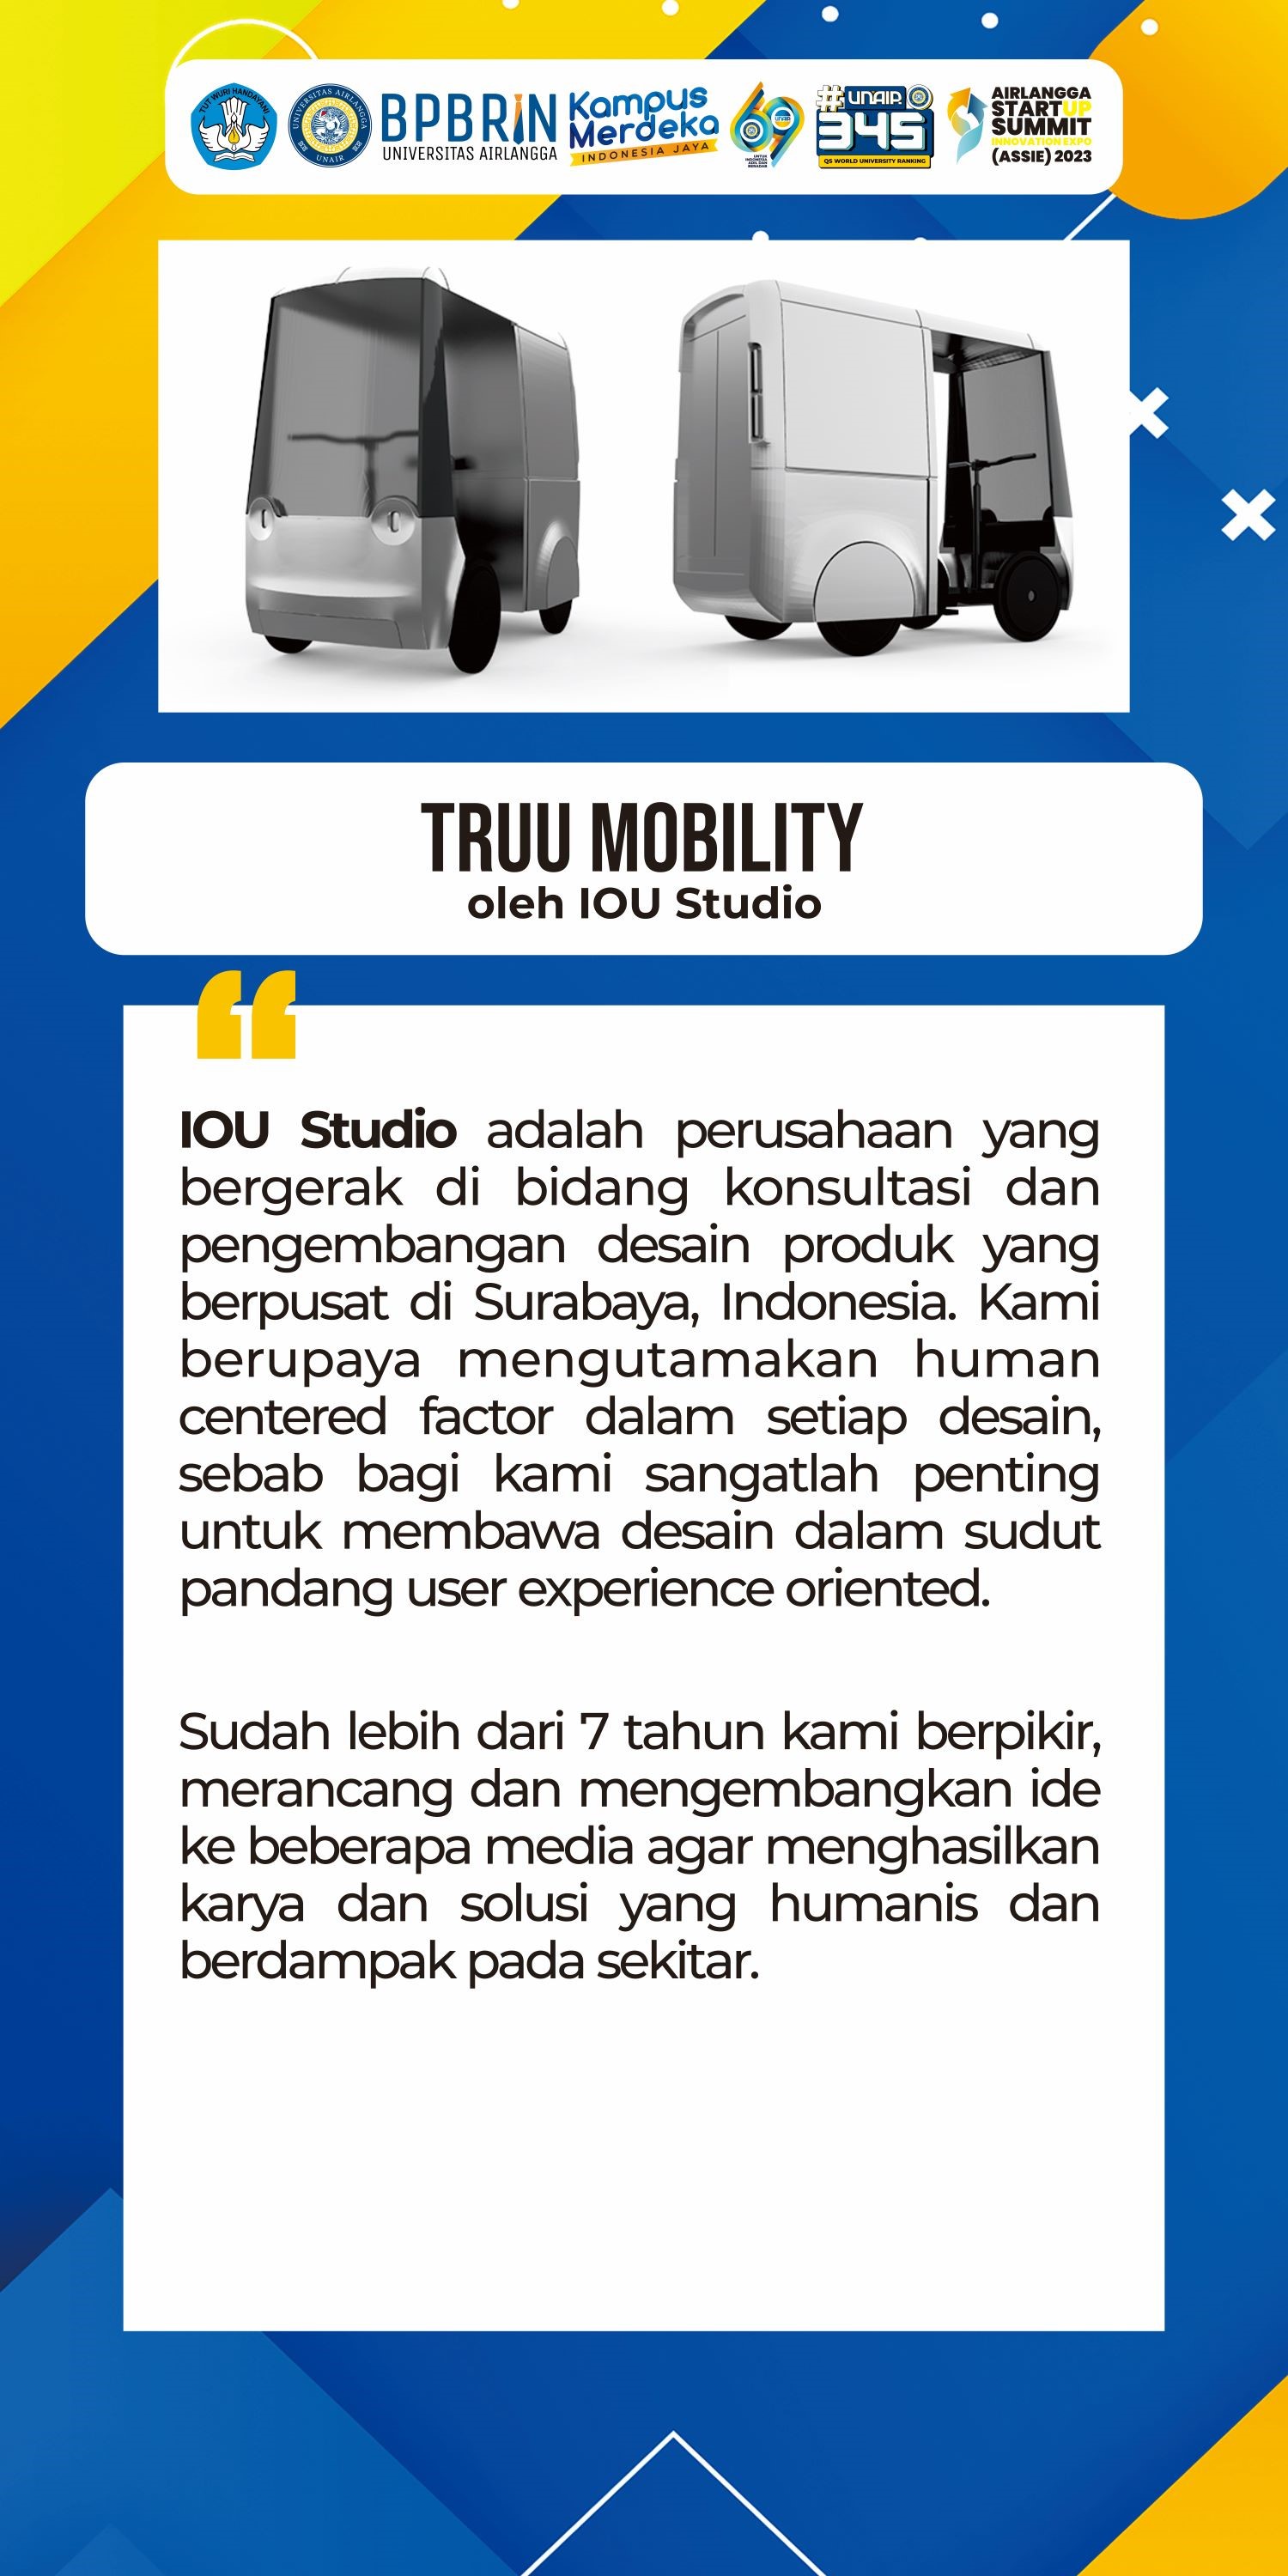 TUT WURI HANDAYANI
UNIVERSITAS AIRLANGGA
UNAIR
BPBRIN
UNIVERSITAS AIRLANGGA
Kampus
Merdeka
INDONESIA JAYA
69
#UNAIR
345
QS WORLD UNIVERSITY RANKING
AIRLANGGA
STARTUP
SUMMIT
INNOVATION EXPO
(ASSIE) 2023
TRUU MOBILITY
oleh IOU Studio
“
IOU Studio adalah perusahaan yang
bergerak di bidang konsultasi dan
pengembangan desain produk yang
berpusat di Surabaya, Indonesia. Kami
berupaya mengutamakan human
centered factor dalam setiap desain,
sebab bagi kami sangatlah penting
untuk membawa desain dalam sudut
pandang user experience oriented.
Sudah lebih dari 7 tahun kami berpikir,
merancang dan mengembangkan ide
ke beberapa media agar menghasilkan
karya dan solusi yang humanis dan
berdampak pada sekitar.